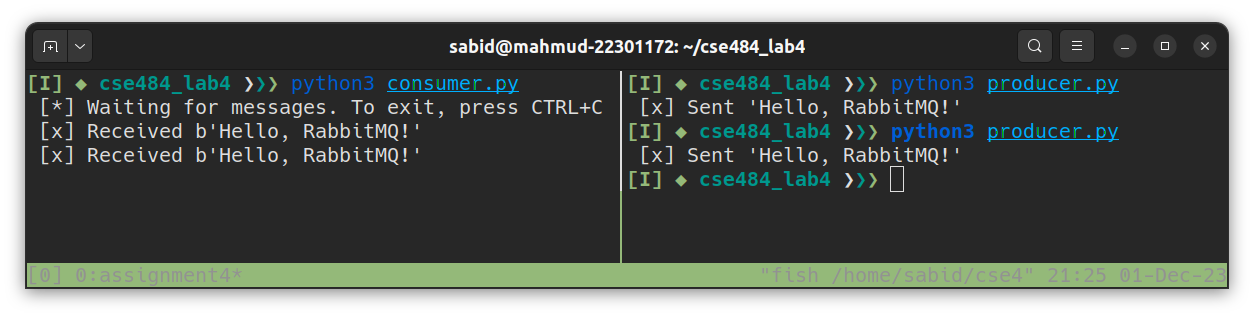 sabid@mahmud-22301172: ~/cse484_lab4
[I] ◆ cse484_lab4 ❯❯❯ python3 consumer.py
[*] Waiting for messages. To exit, press CTRL+C
[x] Received b'Hello, RabbitMQ!'
[x] Received b'Hello, RabbitMQ!'
[I] ◆ cse484_lab4 ❯❯❯ python3 producer.py
[x] Sent 'Hello, RabbitMQ!'
[I] ◆ cse484_lab4 ❯❯❯ python3 producer.py
[x] Sent 'Hello, RabbitMQ!'
[I] ◆ cse484_lab4 ❯❯❯
[0] 0:assignment4*
"fish /home/sabid/cse4" 21:25 01-Dec-23